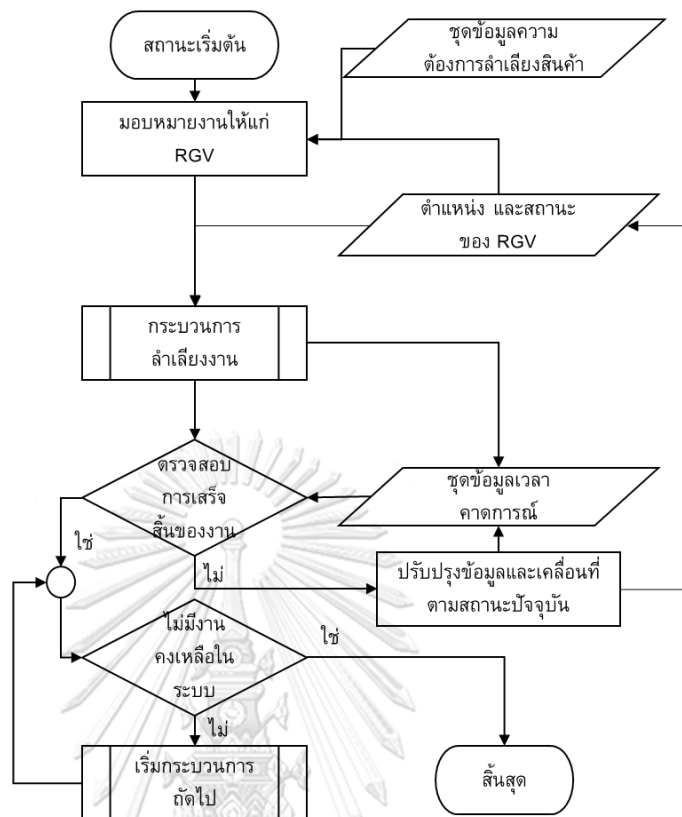 สถานะเริ่มต้น
ชุดข้อมูลความ
ต้องการลำเลียงสินค้า
มอบหมายงานให้แก่
RGV
ตำแหน่ง และสถานะ
ของ RGV
กระบวนการ
ลำเลียงงาน
ตรวจสอบ
การเสร็จ
สิ้นของงาน
ชุดข้อมูลเวลา
คาดการณ์
ใช่
ไม่
ปรับปรุงข้อมูลและเคลื่อนที่
ตามสถานะปัจจุบัน
ไม่มีงาน
คงเหลือใน
ระบบ
ใช่
ไม่
เริ่มกระบวนการ
ถัดไป
สิ้นสุด